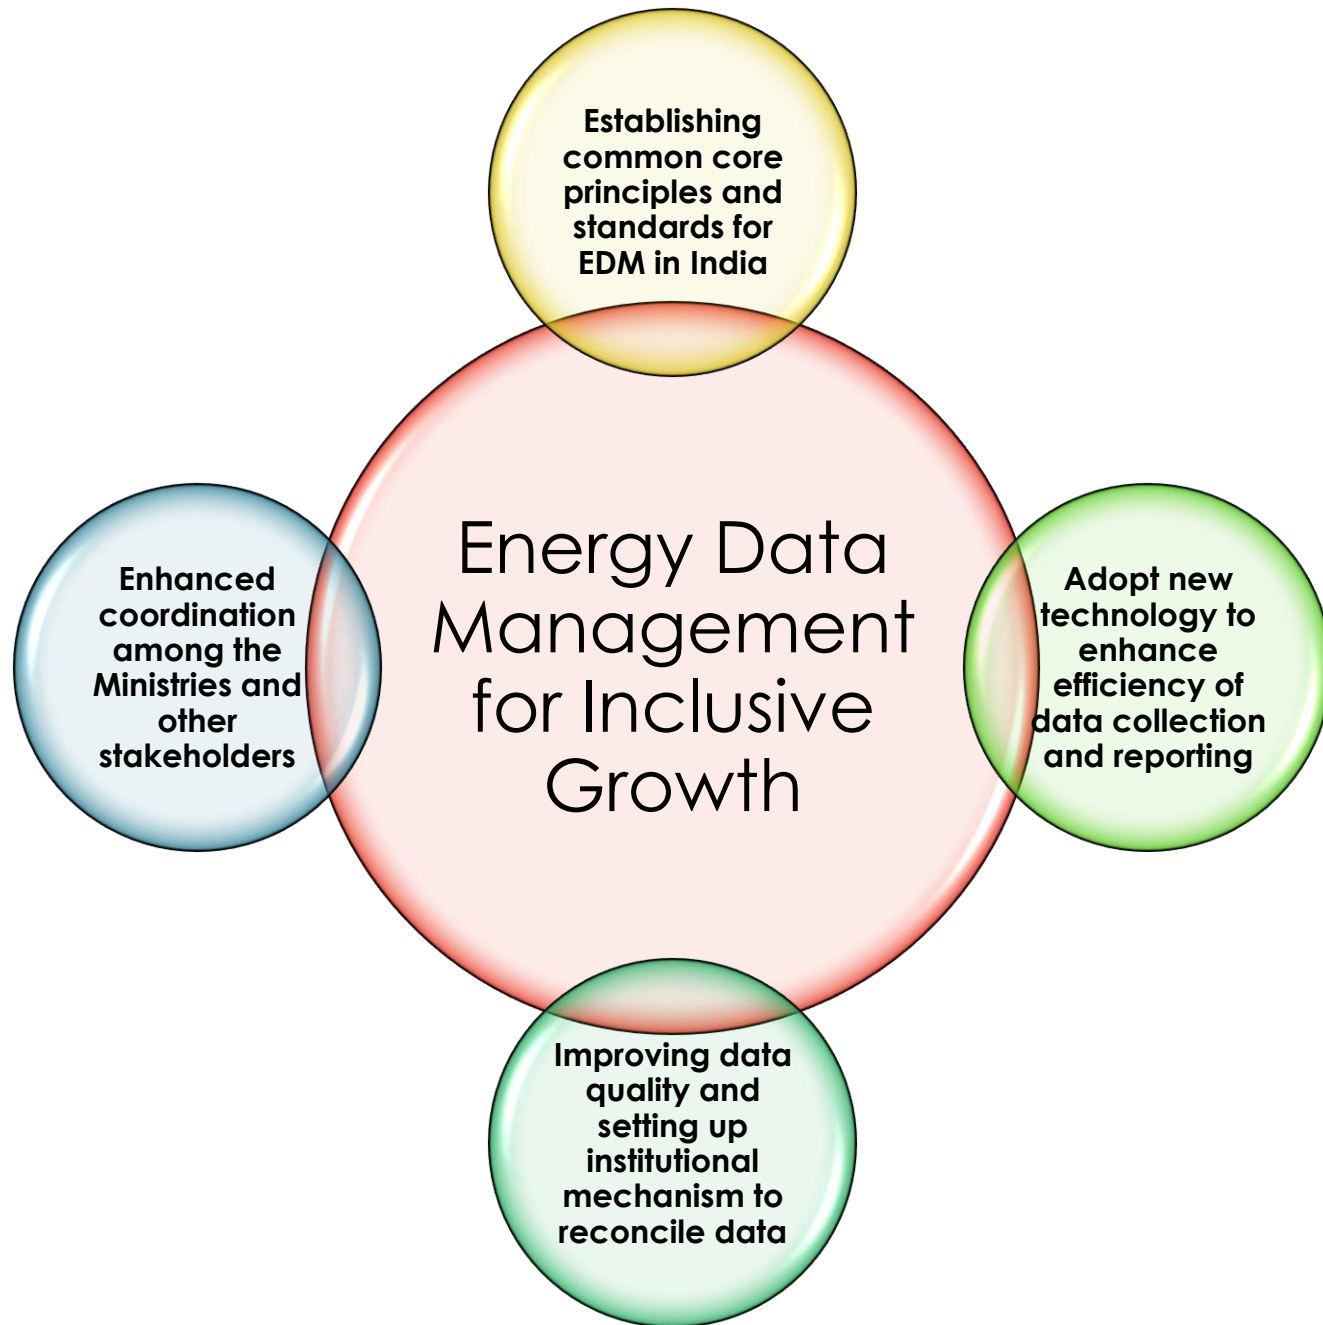 Establishing
common core
principles and
standards for
EDM in India
Energy Data
Management
for Inclusive
Growth
Enhanced
coordination
among the
Ministries and
other
stakeholders
Adopt new
technology to
enhance
efficiency of
data collection
and reporting
Improving data
quality and
setting up
institutional
mechanism to
reconcile data